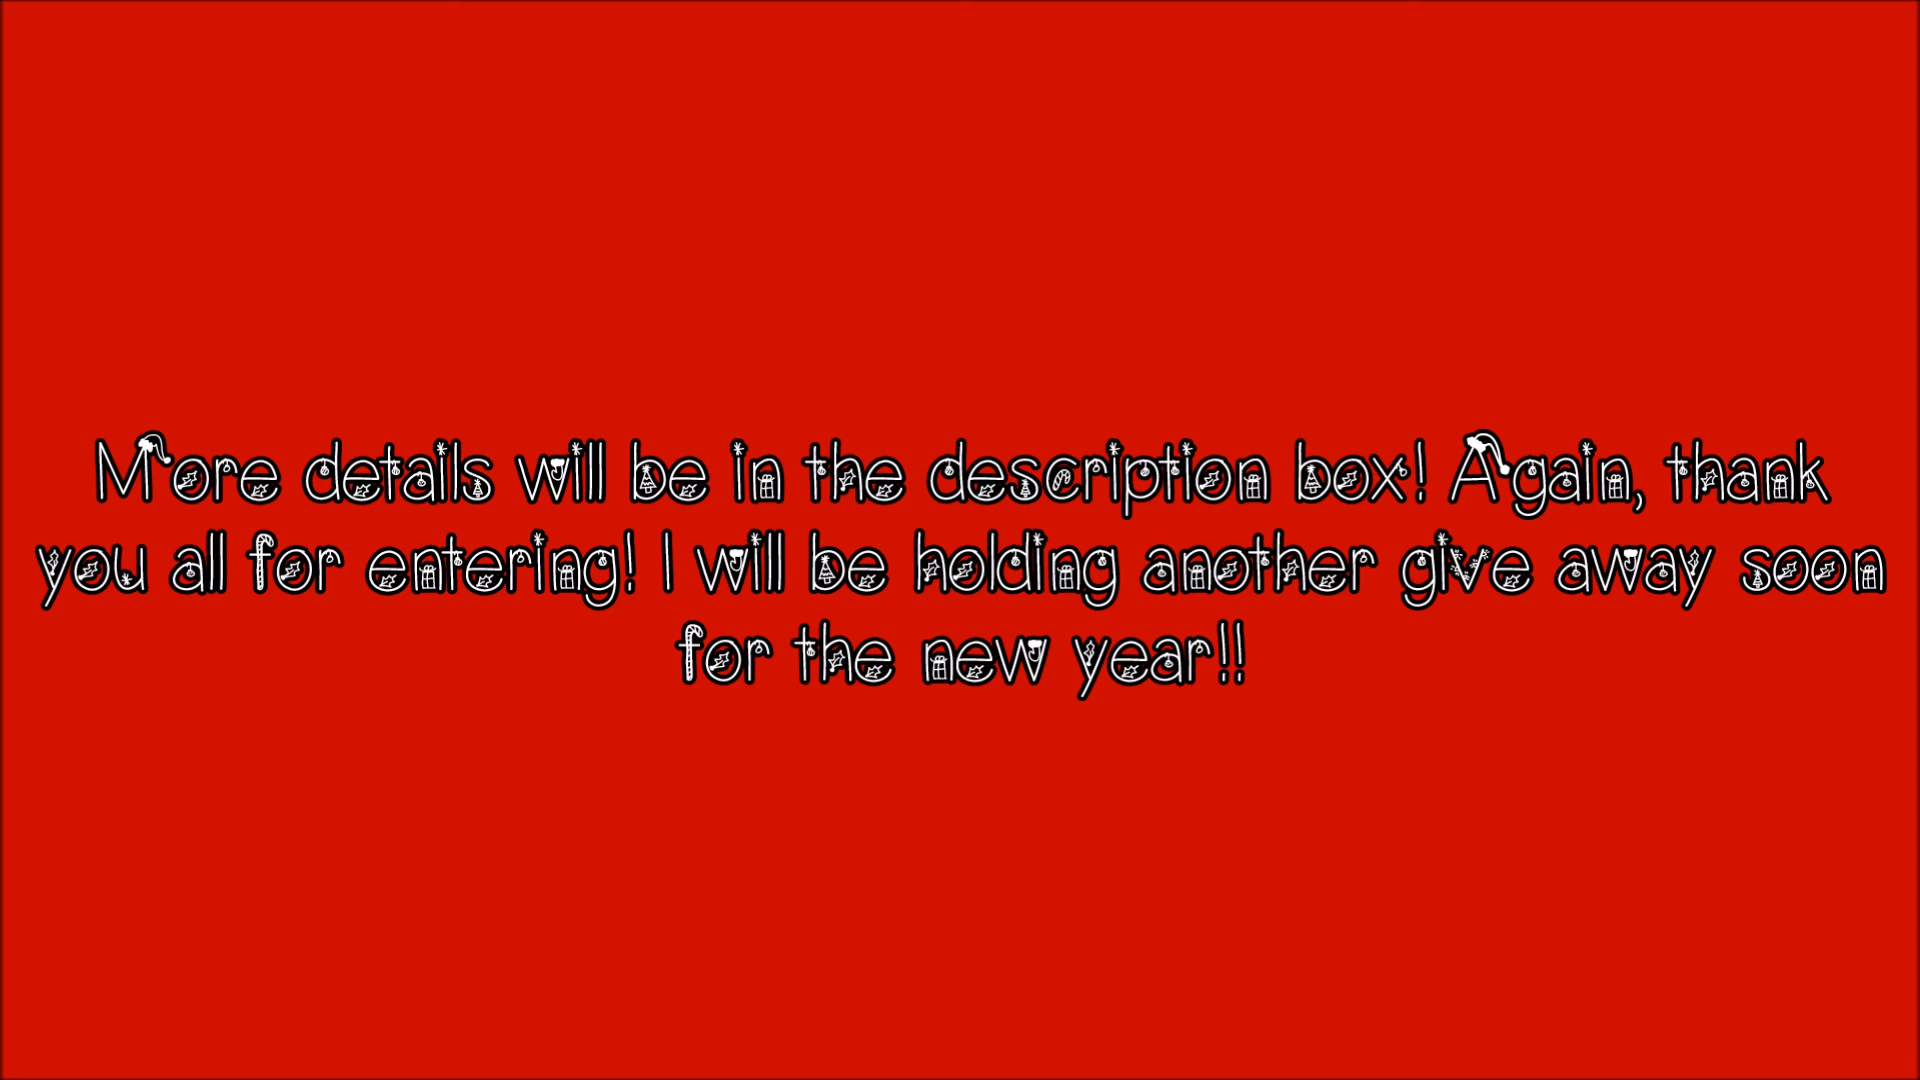 More details will be in the description box! Again, thank
you all for entering! I will be holding another give away soon
for the new year!!